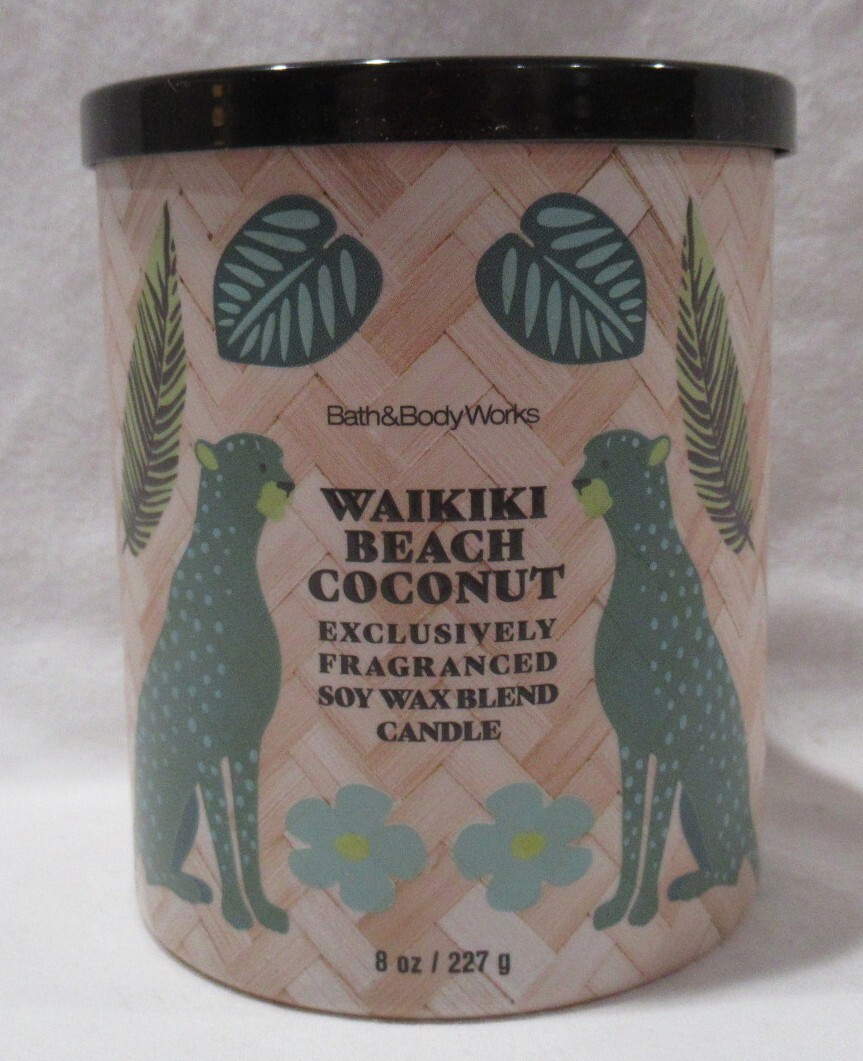 Bath&BodyWorks
WAIKIKI
BEACH
COCONUT
EXCLUSIVELY
FRAGRANCED
SOY WAX BLEND
CANDLE
8 oz / 227 g